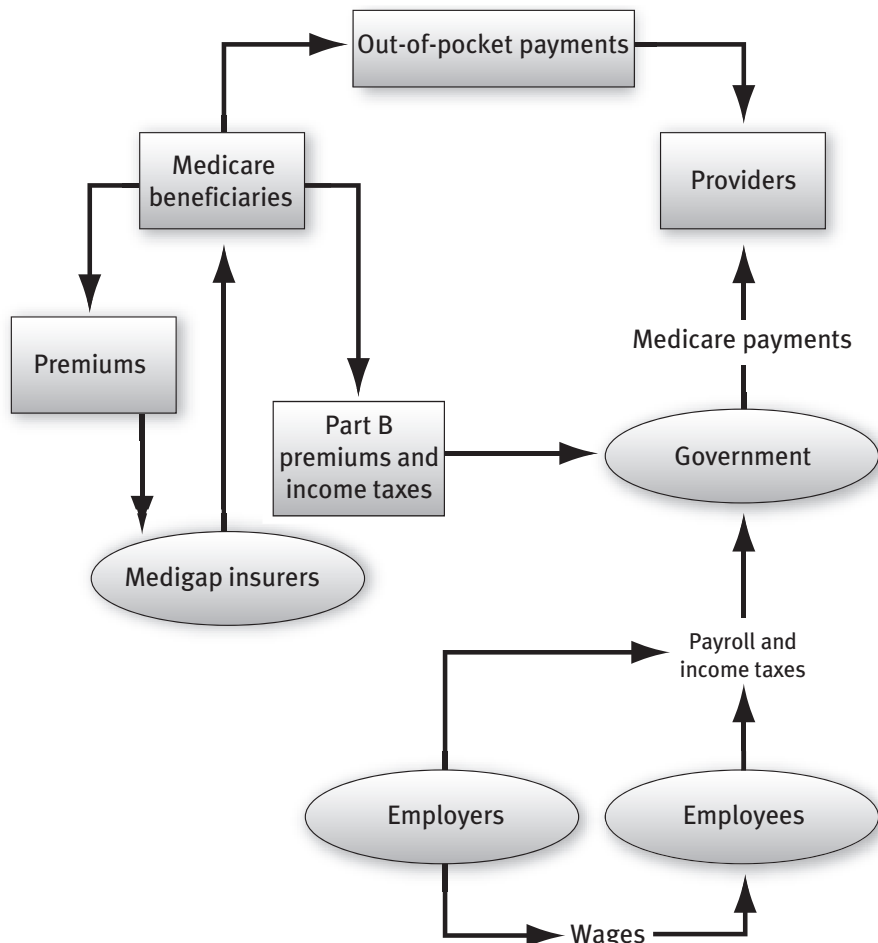 Out-of-pocket payments
Medicare
beneficiaries
Providers
Premiums
Medicare payments
Part B
premiums and
income taxes
Government
Medigap insurers
Payroll and
income taxes
Employers
Employees
Wages